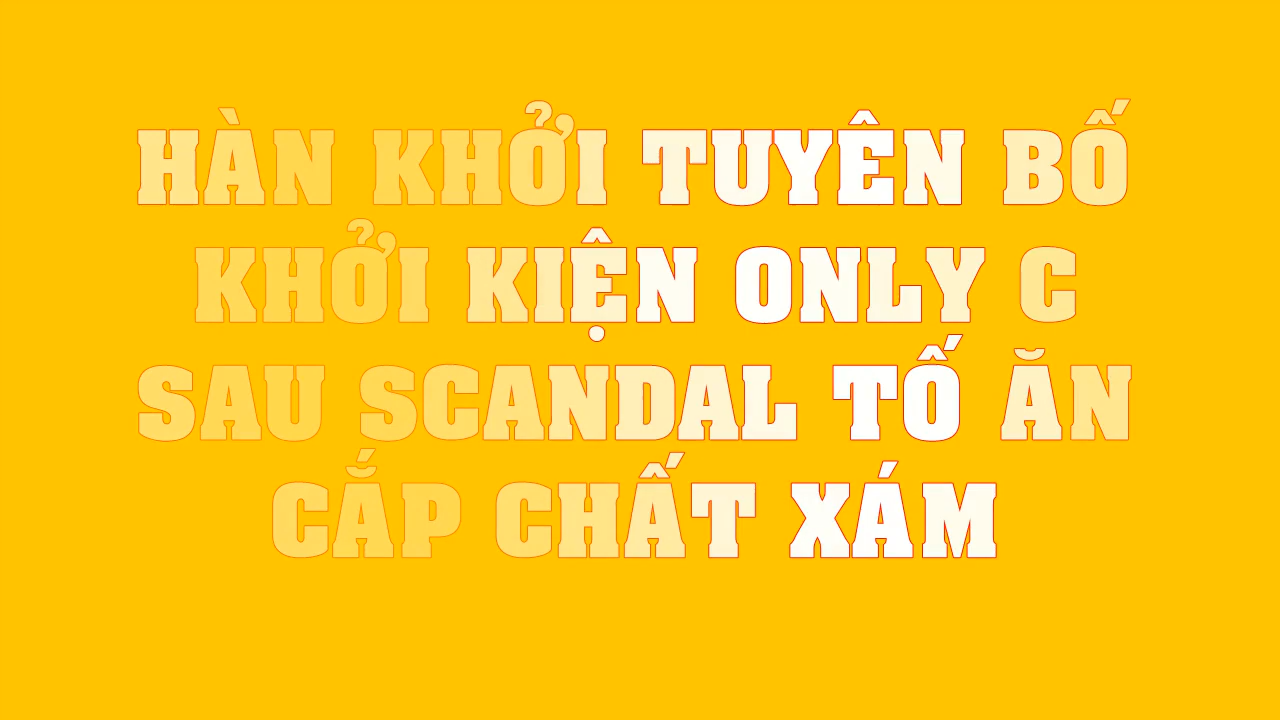 HÀN KHỞI TUYÊN BỐ
KHỞI KIỆN ONLY C
SAU SCANDAL TỐ ĂN
CẮP CHẤT XÁM